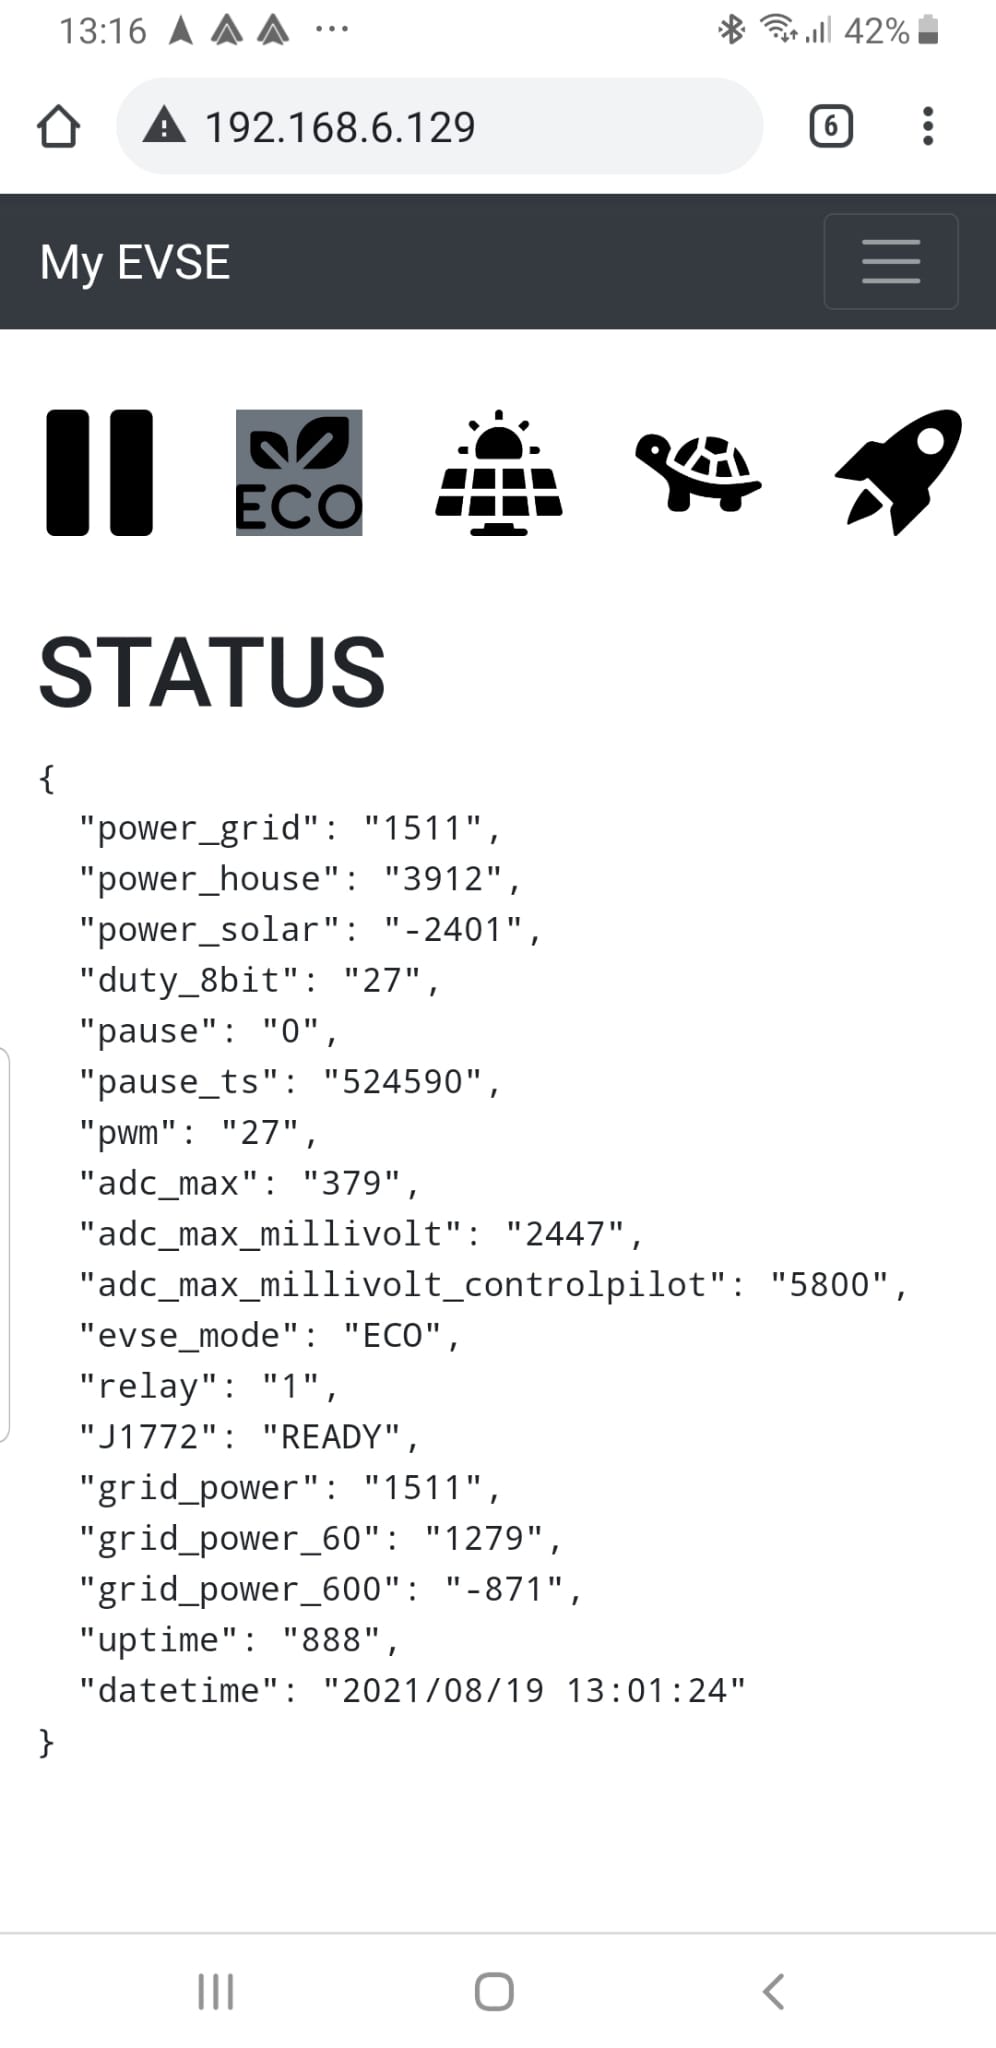 13:16 ... 42%
192.168.6.129 6
My EVSE
ECO
STATUS
{
"power_grid": "1511",
"power_house": "3912",
"power_solar": "-2401",
"duty_8bit": "27",
"pause": "0",
"pause_ts": "524590",
"pwm": "27",
"adc_max": "379",
"adc_max_millivolt": "2447",
"adc_max_millivolt_controlpilot": "5800",
"evse_mode": "ECO",
"relay": "1",
"J1772": "READY",
"grid_power": "1511",
"grid_power_60": "1279",
"grid_power_600": "-871",
"uptime": "888",
"datetime": "2021/08/19 13:01:24"
}